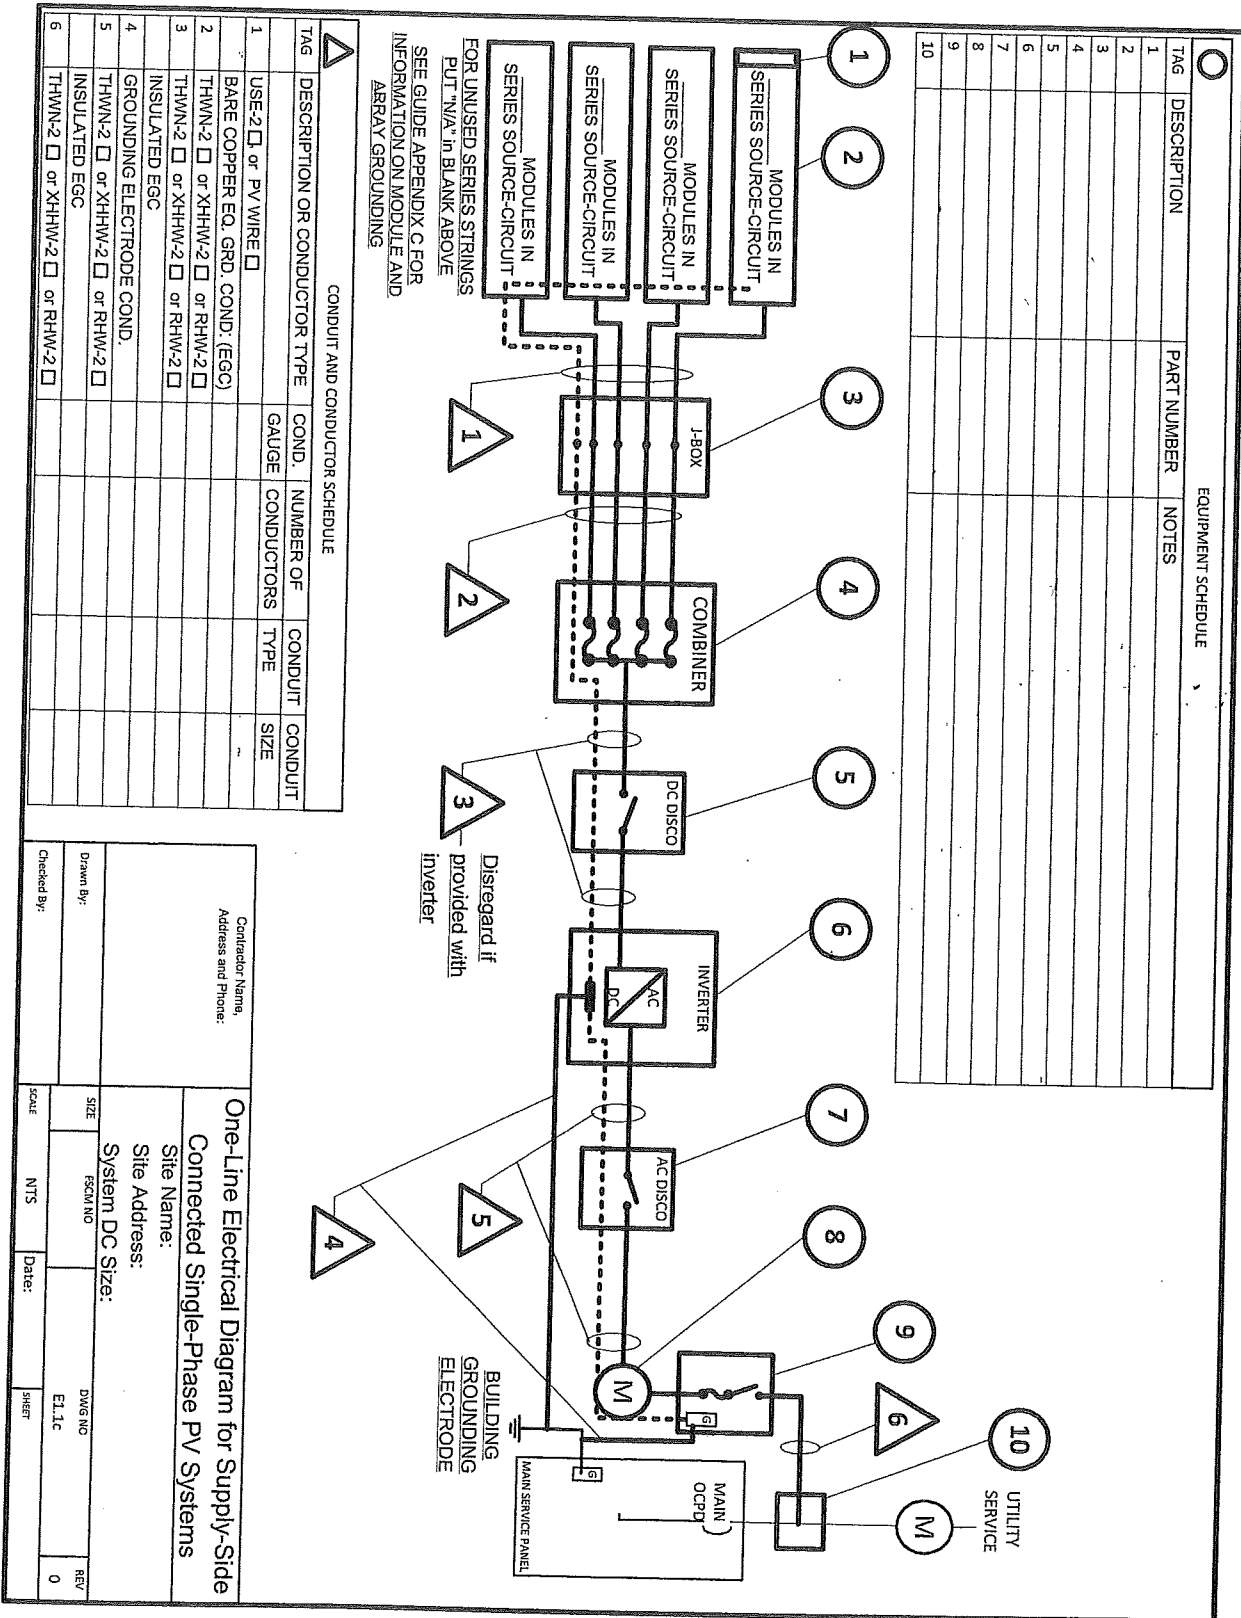 EQUIPMENT SCHEDULE
TAG DESCRIPTION PART NUMBER NOTES
1
2
3
4
5
6
7
8
9
10
1
2
3
4
5
6
7
8
9
10
UTILITY
SERVICE
M
MODULES IN
SERIES SOURCE-CIRCUIT
MODULES IN
SERIES SOURCE-CIRCUIT
MODULES IN
SERIES SOURCE-CIRCUIT
MODULES IN
SERIES SOURCE-CIRCUIT
J-BOX
COMBINER
DC DISCO
INVERTER
AC
DC
AC DISCO
M
G
MAIN
OCPD
G
MAIN SERVICE PANEL
BUILDING
GROUNDING
ELECTRODE
FOR UNUSED SERIES STRINGS
PUT "N/A" in BLANK ABOVE
SEE GUIDE APPENDIX C FOR
INFORMATION ON MODULE AND
ARRAY GROUNDING
1
2
3
Disregard if
provided with
inverter
4
5
6
CONDUIT AND CONDUCTOR SCHEDULE
TAG DESCRIPTION OR CONDUCTOR TYPE COND. GAUGE NUMBER OF CONDUCTORS CONDUIT TYPE CONDUIT SIZE
1 USE-2 ☐ or PV WIRE ☐
BARE COPPER EQ. GRD. COND. (EGC)
2 THWN-2 ☐ or XHHW-2 ☐ or RHW-2 ☐
3 THWN-2 ☐ or XHHW-2 ☐ or RHW-2 ☐
INSULATED EGC
4 GROUNDING ELECTRODE COND.
5 THWN-2 ☐ or XHHW-2 ☐ or RHW-2 ☐
INSULATED EGC
6 THWN-2 ☐ or XHHW-2 ☐ or RHW-2 ☐
Contractor Name,
Address and Phone:
Drawn By:
Checked By:
One-Line Electrical Diagram for Supply-Side
Connected Single-Phase PV Systems
Site Name:
Site Address:
System DC Size:
SIZE FSCM NO DWG NO REV
E1.1c 0
SCALE NTS Date: SHEET